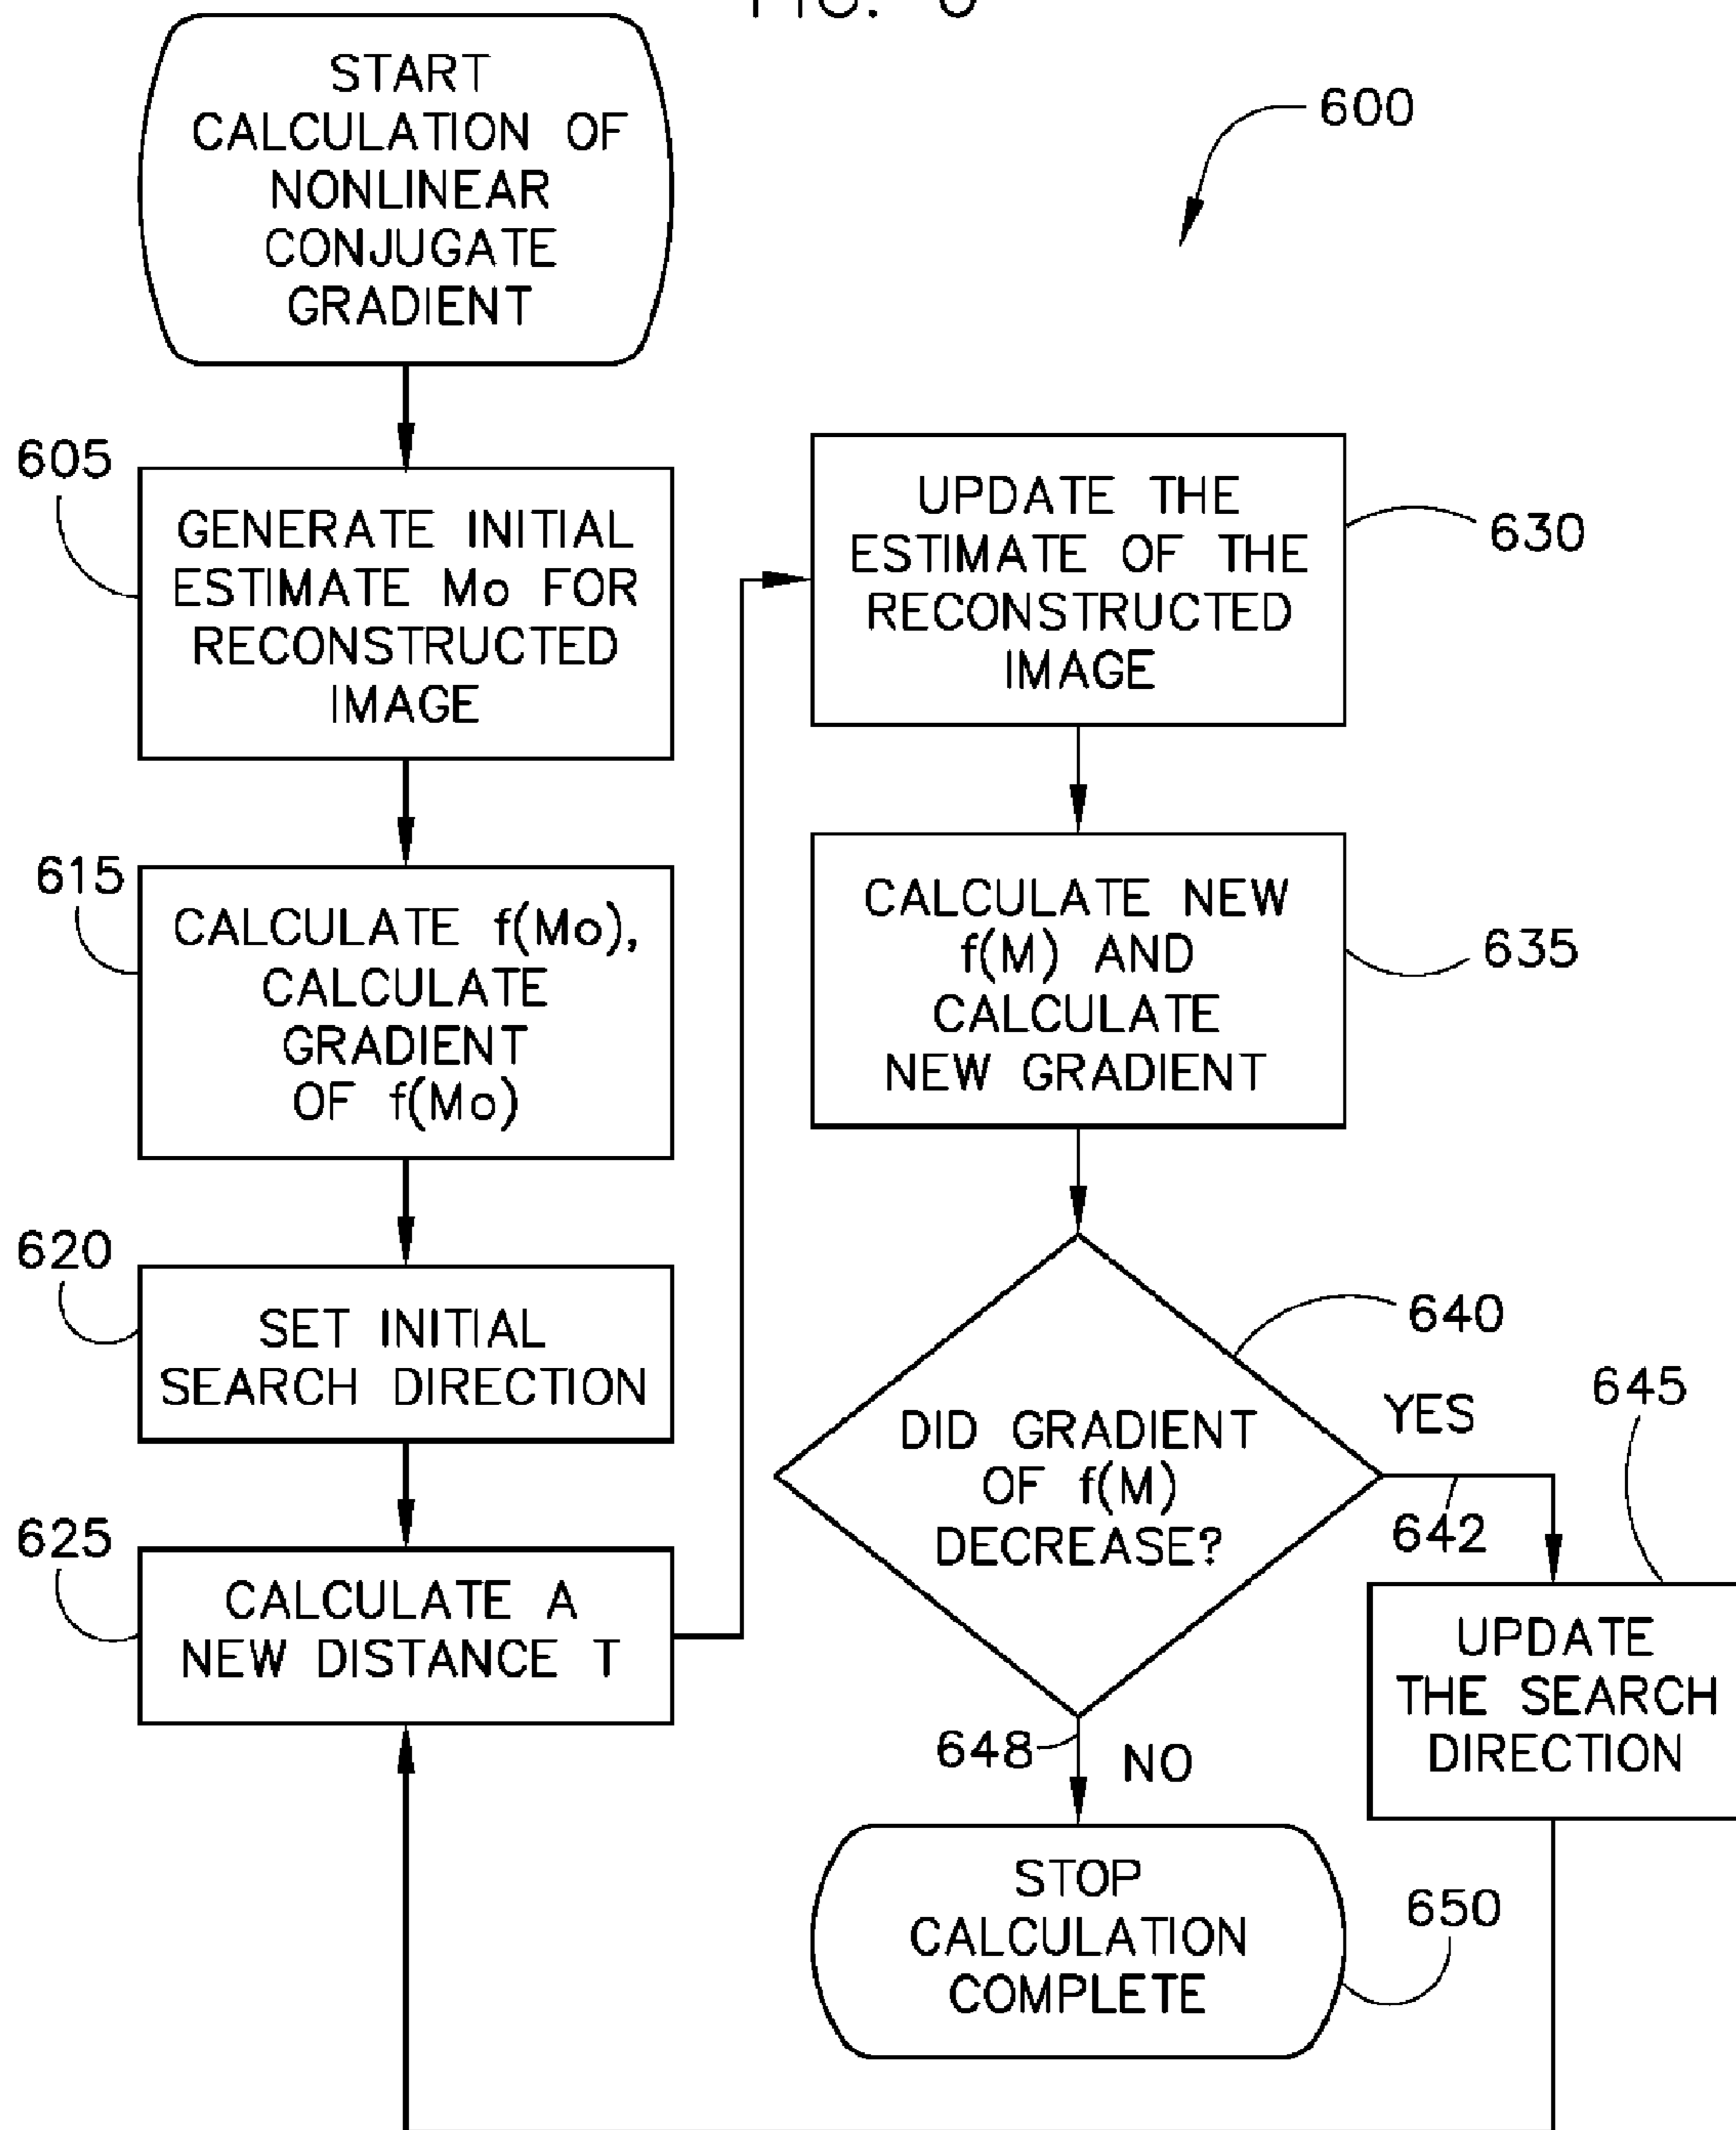 START
CALCULATION OF
NONLINEAR
CONJUGATE
GRADIENT
600
605
GENERATE INITIAL
ESTIMATE Mo FOR
RECONSTRUCTED
IMAGE
615
CALCULATE f(Mo),
CALCULATE
GRADIENT
OF f(Mo)
620
SET INITIAL
SEARCH DIRECTION
625
CALCULATE A
NEW DISTANCE T
UPDATE THE
ESTIMATE OF THE
RECONSTRUCTED
IMAGE
630
CALCULATE NEW
f(M) AND
CALCULATE
NEW GRADIENT
635
640
DID GRADIENT
OF f(M)
DECREASE?
YES
642
645
UPDATE
THE SEARCH
DIRECTION
648
NO
STOP
CALCULATION
COMPLETE
650